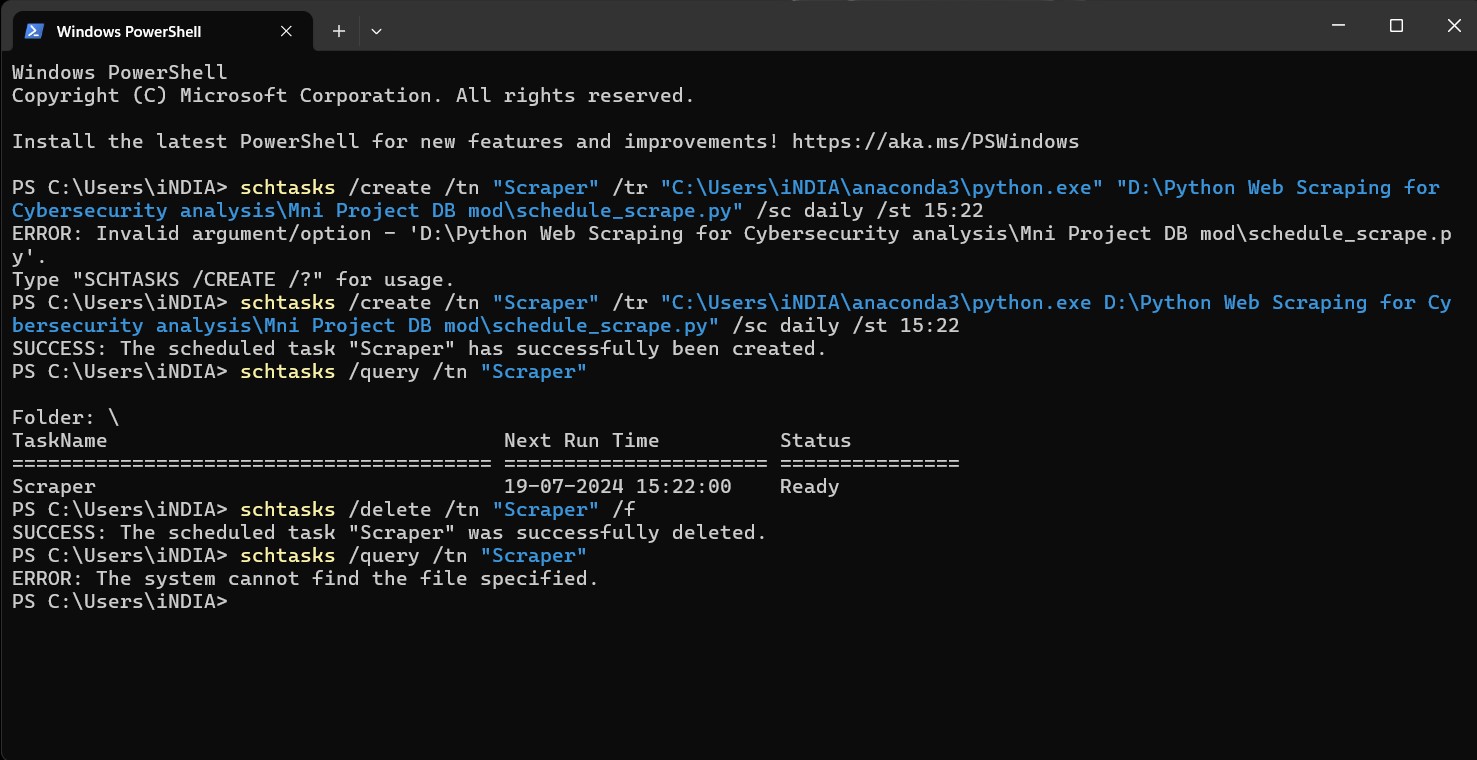 Windows PowerShell
Windows PowerShell
Copyright (C) Microsoft Corporation. All rights reserved.
Install the latest PowerShell for new features and improvements! https://aka.ms/PSWindows
PS C:\Users\iNDIA> schtasks /create /tn "Scraper" /tr "C:\Users\iNDIA\anaconda3\python.exe" "D:\Python Web Scraping for
Cybersecurity analysis\Mni Project DB mod\schedule_scrape.py" /sc daily /st 15:22
ERROR: Invalid argument/option - 'D:\Python Web Scraping for Cybersecurity analysis\Mni Project DB mod\schedule_scrape.p
y'.
Type "SCHTASKS /CREATE /?" for usage.
PS C:\Users\iNDIA> schtasks /create /tn "Scraper" /tr "C:\Users\iNDIA\anaconda3\python.exe D:\Python Web Scraping for Cy
bersecurity analysis\Mni Project DB mod\schedule_scrape.py" /sc daily /st 15:22
SUCCESS: The scheduled task "Scraper" has successfully been created.
PS C:\Users\iNDIA> schtasks /query /tn "Scraper"
Folder: \
TaskName                                 Next Run Time          Status
======================================== ====================== ===============
Scraper                                  19-07-2024 15:22:00    Ready
PS C:\Users\iNDIA> schtasks /delete /tn "Scraper" /f
SUCCESS: The scheduled task "Scraper" was successfully deleted.
PS C:\Users\iNDIA> schtasks /query /tn "Scraper"
ERROR: The system cannot find the file specified.
PS C:\Users\iNDIA>